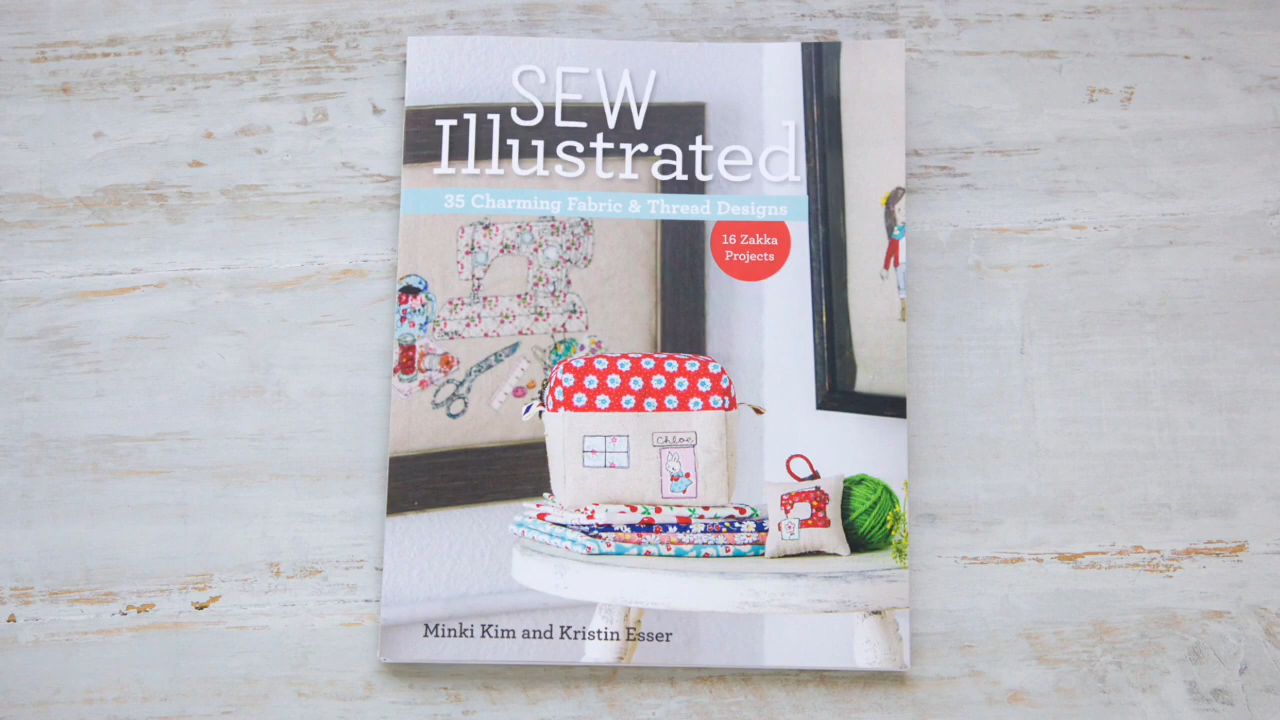 SEW
Illustrated
35 Charming Fabric & Thread Designs
16 Zakka
Projects
Chloe
Minki Kim and Kristin Esser